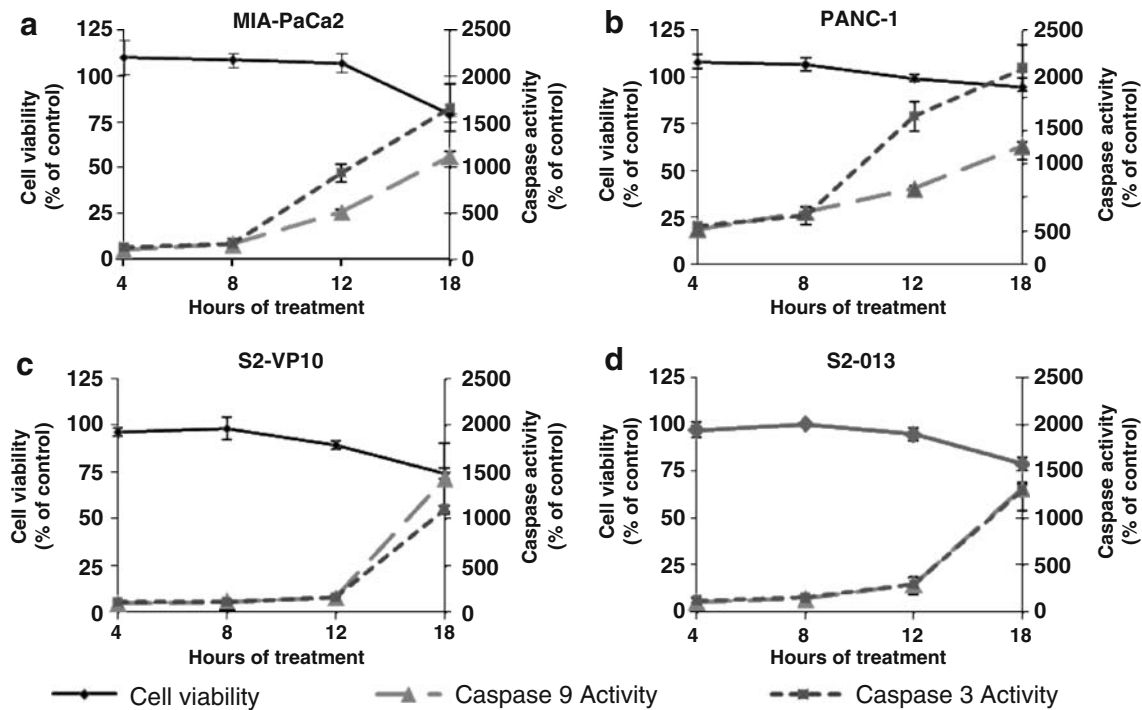 a
MIA-PaCa2
125
100
75
50
25
0
Cell viability
(% of control)
2500
2000
1500
1000
500
0
Caspase activity
(% of control)
4 8 12 18
Hours of treatment
b
PANC-1
125
100
75
50
25
0
Cell viability
(% of control)
2500
2000
1500
1000
500
0
Caspase activity
(% of control)
4 8 12 18
Hours of treatment
c
S2-VP10
125
100
75
50
25
0
Cell viability
(% of control)
2500
2000
1500
1000
500
0
Caspase activity
(% of control)
4 8 12 18
Hours of treatment
d
S2-013
125
100
75
50
25
0
Cell viability
(% of control)
2500
2000
1500
1000
500
0
Caspase activity
(% of control)
4 8 12 18
Hours of treatment
Cell viability Caspase 9 Activity Caspase 3 Activity